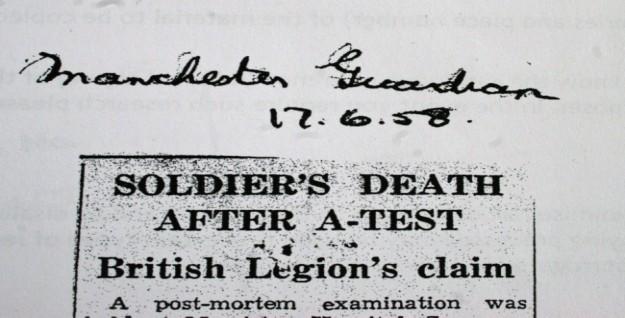 Manchester Guardian
17.6.58.
SOLDIER'S DEATH
AFTER A-TEST
British Legion's claim
A post-mortem examination was